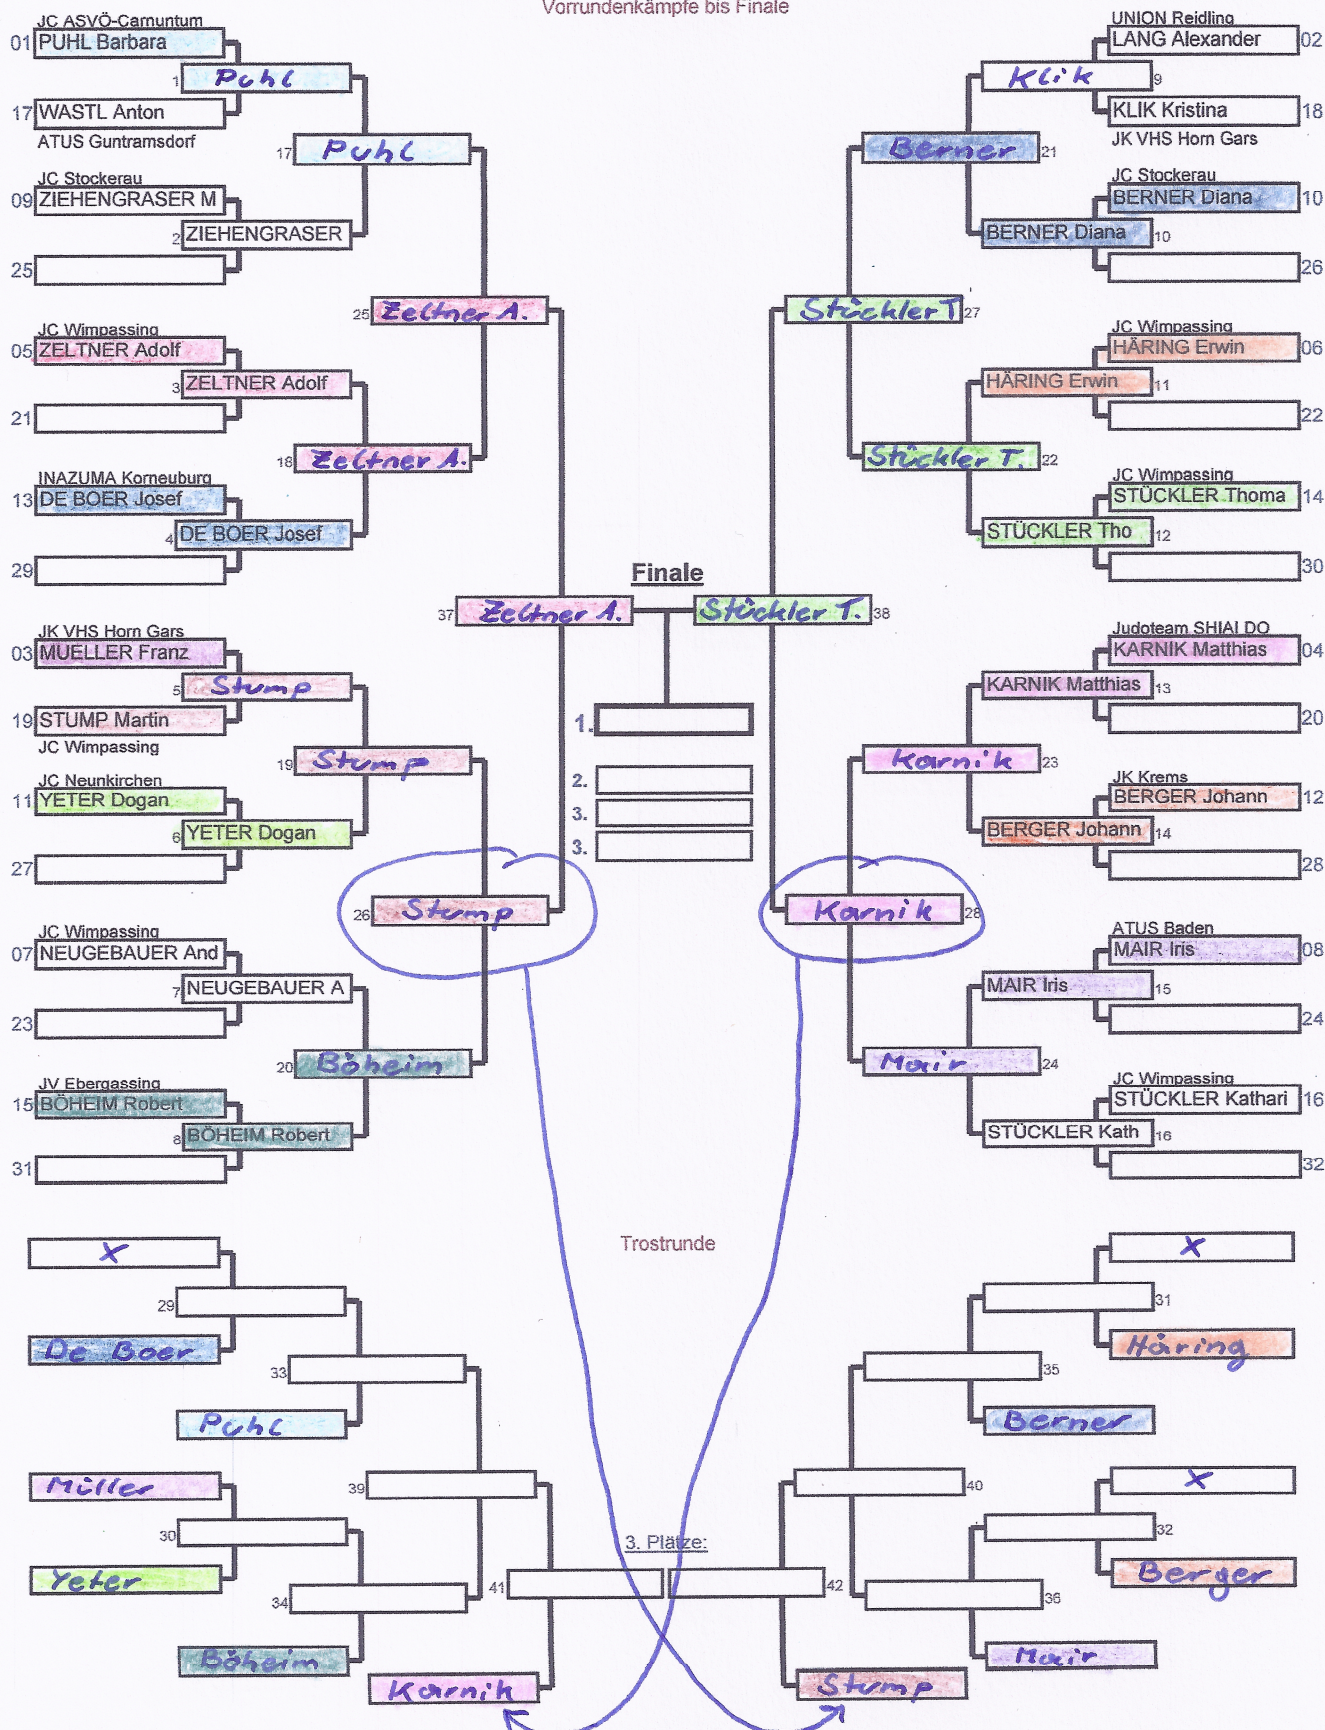 Vorrundenkämpfe bis Finale
JC ASVÖ-Carnuntum
01 PUHL Barbara
1 Puhl
17 WASTL Anton
ATUS Guntramsdorf
17 Puhl
JC Stockerau
09 ZIEHENGRASER M
2 ZIEHENGRASER
25
25 Zeltner A.
JC Wimpassing
05 ZELTNER Adolf
3 ZELTNER Adolf
21
18 Zeltner A.
INAZUMA Korneuburg
13 DE BOER Josef
4 DE BOER Josef
29
UNION Reidling
LANG Alexander 02
Klik 9
KLIK Kristina 18
JK VHS Horn Gars
Berner 21
JC Stockerau
BERNER Diana 10
BERNER Diana 10
26
Stückler T 27
JC Wimpassing
HÄRING Erwin 06
HÄRING Erwin 11
22
Stückler T. 22
JC Wimpassing
STÜCKLER Thoma 14
STÜCKLER Tho 12
30
Finale
37 Zeltner A.
Stückler T. 38
1.
2.
3.
3.
JK VHS Horn Gars
03 MUELLER Franz
5 Stump
19 STUMP Martin
JC Wimpassing
19 Stump
JC Neunkirchen
11 YETER Dogan
6 YETER Dogan
27
26 Stump
JC Wimpassing
07 NEUGEBAUER And
7 NEUGEBAUER A
23
20 Böheim
JV Ebergassing
15 BÖHEIM Robert
8 BÖHEIM Robert
31
Judoteam SHIAI DO
KARNIK Matthias 04
KARNIK Matthias 13
20
Karnik 23
JK Krems
BERGER Johann 12
BERGER Johann 14
28
Karnik 28
ATUS Baden
MAIR Iris 08
MAIR Iris 15
24
Mair 24
JC Wimpassing
STÜCKLER Kathari 16
STÜCKLER Kath 16
32
Trostrunde
X
29
De Boer
33
Puhl
39
Müller
30
Yeter
34
Böheim
41
Karnik
X
31
Häring
35
Berner
40
X
32
Berger
36
Mair
3. Plätze:
42
Stump